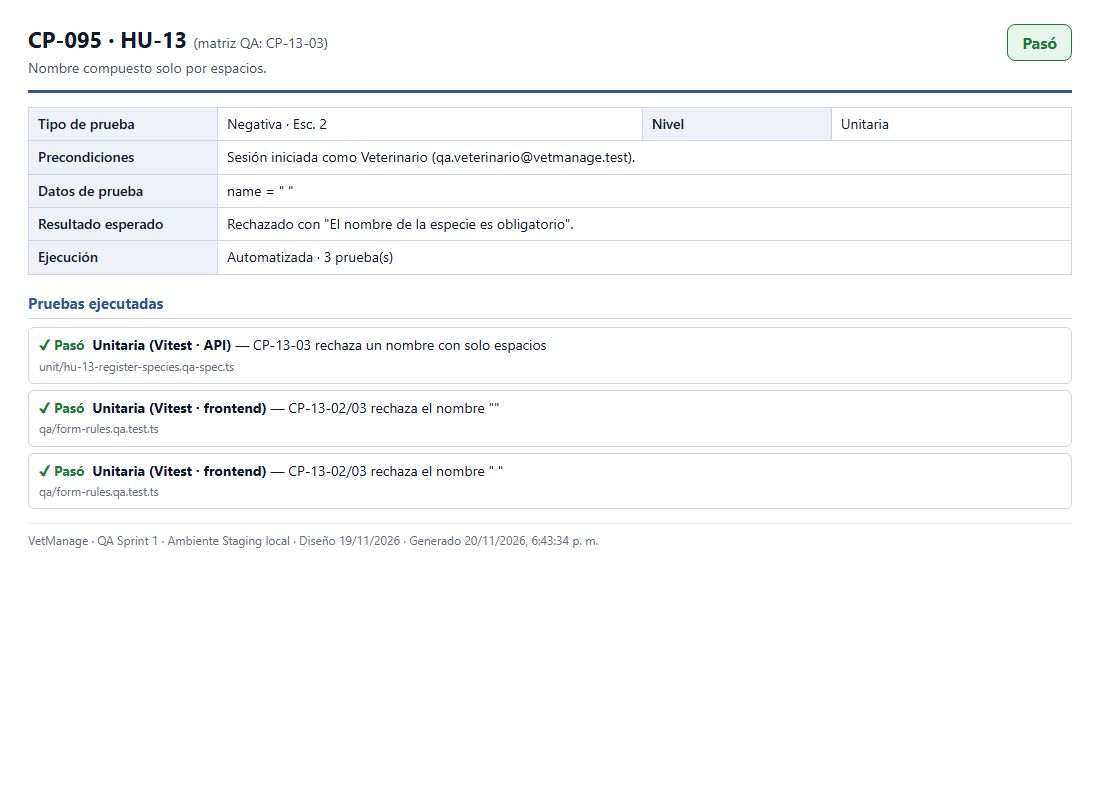 CP-095 · HU-13 (matriz QA: CP-13-03)
Pasó
Nombre compuesto solo por espacios.
Tipo de prueba Negativa · Esc. 2 Nivel Unitaria
Precondiciones Sesión iniciada como Veterinario (qa.veterinario@vetmanage.test).
Datos de prueba name = " "
Resultado esperado Rechazado con "El nombre de la especie es obligatorio".
Ejecución Automatizada · 3 prueba(s)
Pruebas ejecutadas
✓ Pasó Unitaria (Vitest · API) — CP-13-03 rechaza un nombre con solo espacios
unit/hu-13-register-species.qa-spec.ts
✓ Pasó Unitaria (Vitest · frontend) — CP-13-02/03 rechaza el nombre ""
qa/form-rules.qa.test.ts
✓ Pasó Unitaria (Vitest · frontend) — CP-13-02/03 rechaza el nombre " "
qa/form-rules.qa.test.ts
VetManage · QA Sprint 1 · Ambiente Staging local · Diseño 19/11/2026 · Generado 20/11/2026, 6:43:34 p. m.